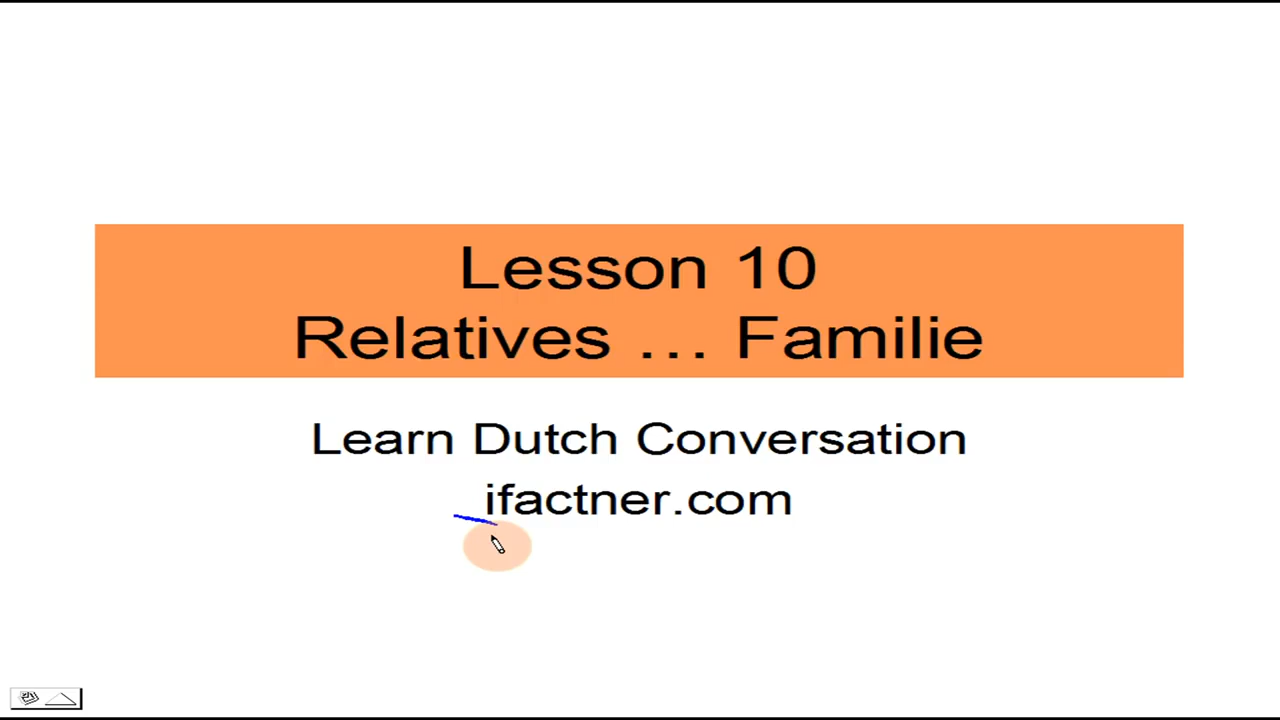 Lesson 10
Relatives ... Familie
Learn Dutch Conversation
ifactner.com